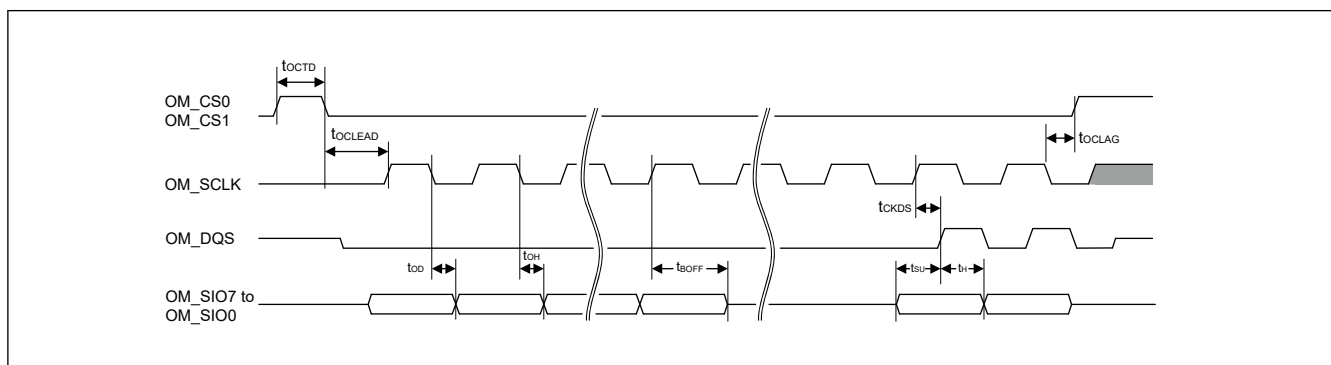 tOCTD
OM_CS0
OM_CS1
tOCLEAD
tOCLAG
OM_SCLK
tCKDS
OM_DQS
tOD
tOH
tBOFF
tSU
tH
OM_SIO7 to
OM_SIO0